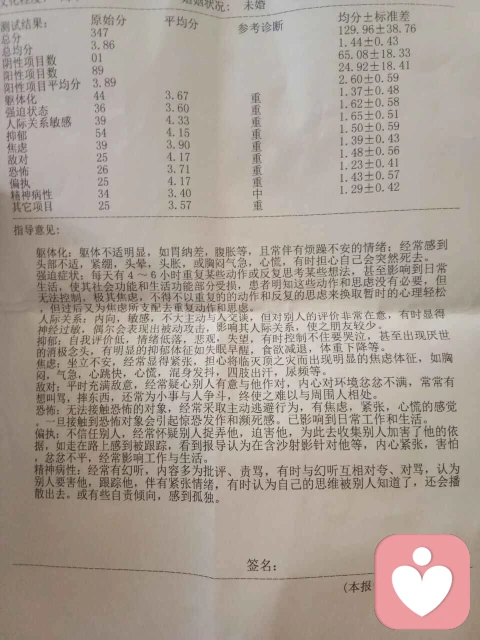 婚姻状况： 未婚
测试结果： 原始分 平均分 参考诊断 均分±标准差
总分 347 129.96±38.76
总均分 3.86 1.44±0.43
阴性项目数 01 65.08±18.33
阳性项目数 89 24.92±18.41
阳性项目平均分 3.89 2.60±0.59
躯体化 44 3.67 重 1.37±0.48
强迫状态 36 3.60 重 1.62±0.58
人际关系敏感 39 4.33 重 1.65±0.51
抑郁 54 4.15 重 1.50±0.59
焦虑 39 3.90 重 1.39±0.43
敌对 25 4.17 重 1.48±0.56
恐怖 26 3.71 重 1.23±0.41
偏执 25 4.17 重 1.43±0.57
精神病性 34 3.40 中 1.29±0.42
其它项目 25 3.57 重
指导意见：
躯体化：躯体不适明显，如胃纳差，腹胀等，且常伴有烦躁不安的情绪；经常感到
头部不适，紧绷，头晕，头胀，或胸闷气急，心慌，有时担心会突然死去。
强迫症状：每天有4～6小时重复某些动作或反复思考某些想法，甚至影响到日常
生活，使其社会功能和生活功能部分受损，患者明知这些动作和思虑没有必要，但
无法控制，极其焦虑，不得不以重复的的动作和反复的思虑来换取暂时的心理轻松
，但过后又为焦虑所支配去重复动作和思虑。
人际关系：内向，敏感，不大主动与人交谈，但对别人的评价非常在意，有时显得
神经过敏，偶尔会表现出被动攻击，影响其人际关系，使之朋友较少。
抑郁：自我评价低，情绪低落，悲观，失望，有时控制不住要哭泣，甚至出现厌世
的消极念头，有明显的抑郁体征如失眠早醒，食欲减退，体重下降等。
焦虑：坐立不安，经常显得紧张，担心将临灭顶之灾而出现明显的焦虑体征，如胸
闷，气急，心跳快，心慌，混身发抖，四肢出汗，尿频等。
敌对：平时充满敌意，经常疑心别人有意与他作对，内心对环境忿忿不满，常常有
想叫骂，摔东西，还常为小事与人争斗，终使之难以与周围人相处。
恐怖：无法接触恐怖的对象，经常采取主动逃避行为，有焦虑，紧张，心慌的感觉
。一旦接触到恐怖对象会引起惊恐发作和濒死感。已影响到日常工作和生活。
偏执：不信任别人，经常怀疑别人捉弄他，迫害他，为此去收集别人加害了他的依
据，如走在路上感到被跟踪，看到报导认为在含沙射影针对他等，内心紧张，害怕
，忿忿不平，经常影响工作与生活。
精神病性：经常有幻听，内容多为批评、责骂，有时与幻听互相对夸、对骂，认为
别人要害他，跟踪他，伴有紧张情绪，有时认为自己的思维被别人知道了，还会播
散出去。或有些自责倾向，感到孤独。
签名：
(本报